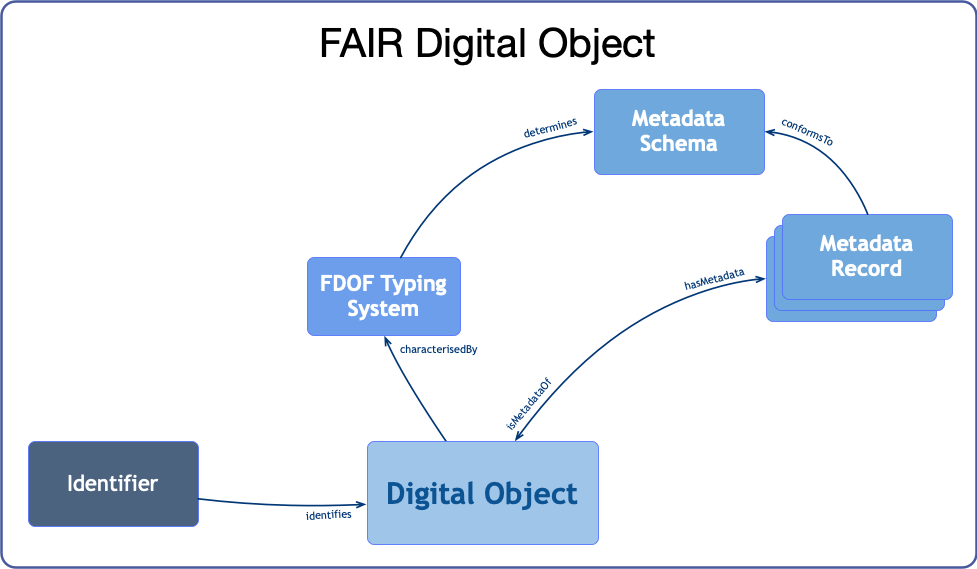 FAIR Digital Object
determines
Metadata
Schema
conformsTo
Metadata
Record
hasMetadata
FDOF Typing
System
characterisedBy
isMetadataOf
Identifier
identifies
Digital Object